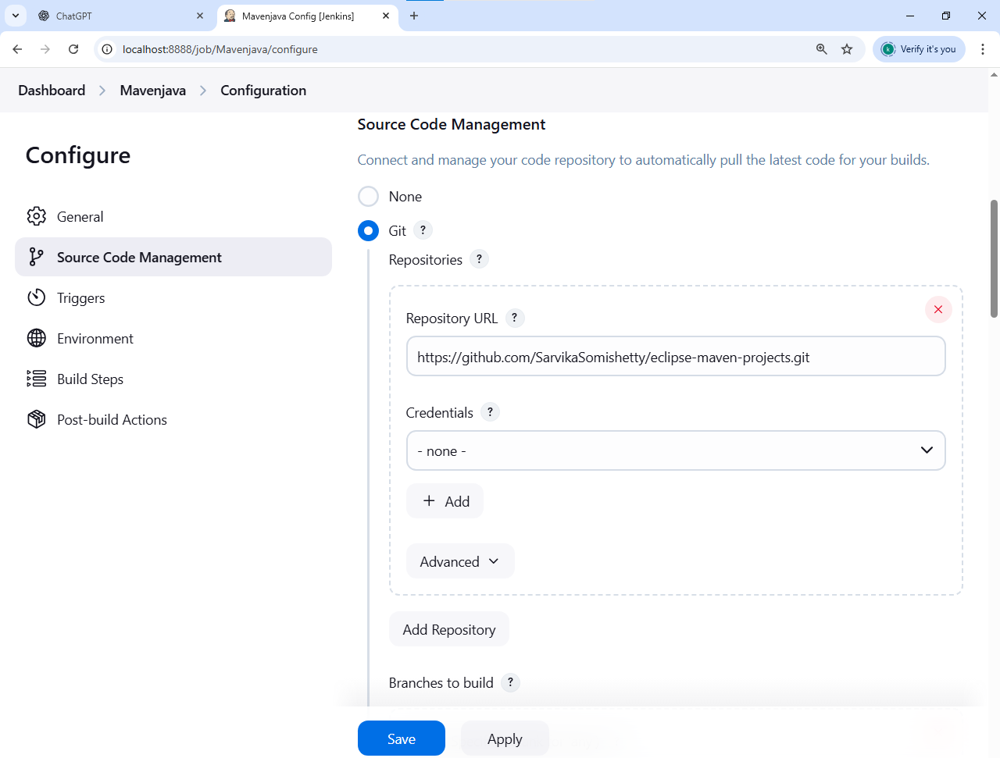 ChatGPT
Mavenjava Config [Jenkins]
localhost:8888/job/Mavenjava/configure
k
Verify it's you
Dashboard
Mavenjava
Configuration
Configure
General
Source Code Management
Triggers
Environment
Build Steps
Post-build Actions
Source Code Management
Connect and manage your code repository to automatically pull the latest code for your builds.
None
Git ?
Repositories ?
Repository URL ?
https://github.com/SarvikaSomishetty/eclipse-maven-projects.git
Credentials ?
- none -
+ Add
Advanced
Add Repository
Branches to build ?
Save
Apply